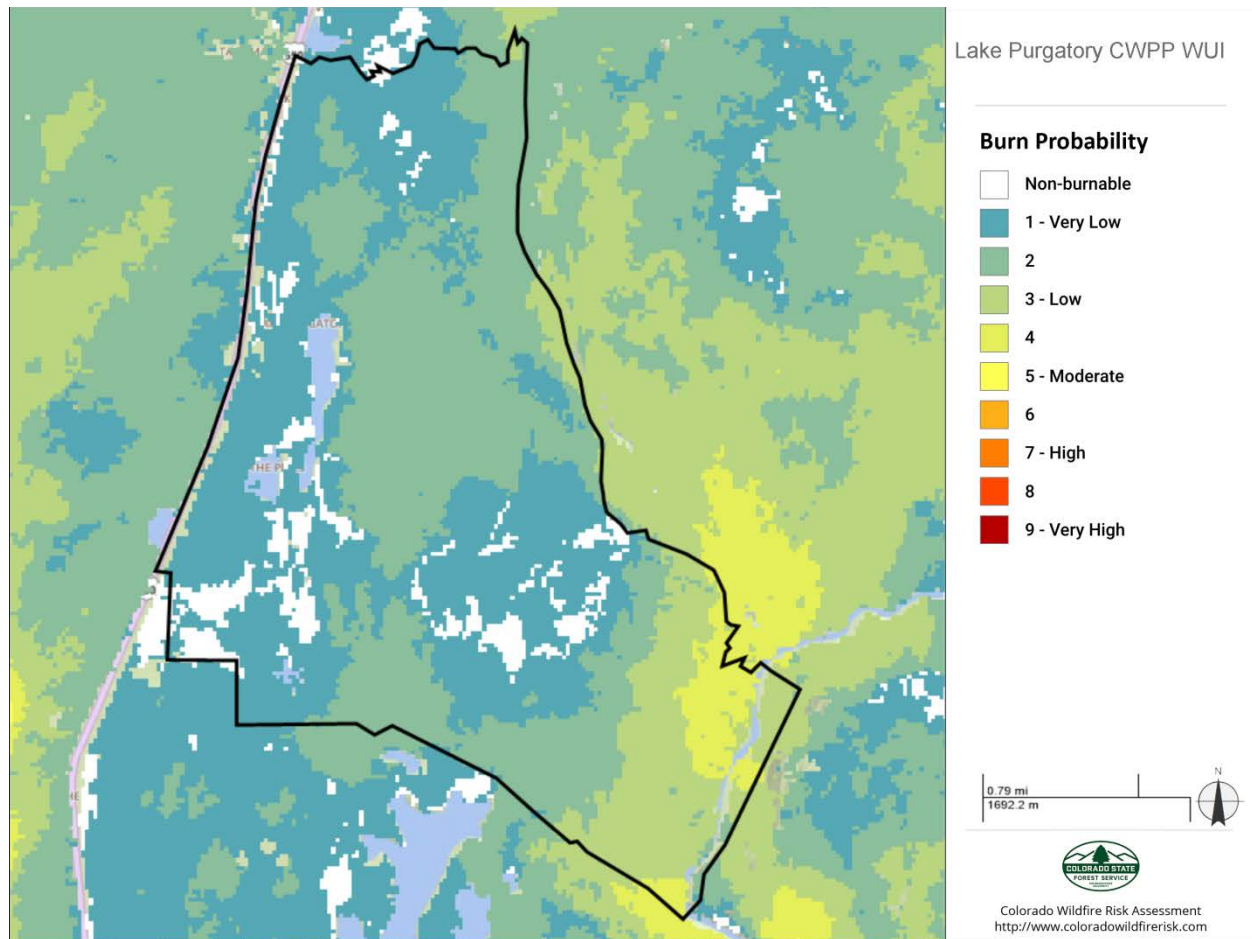 Lake Purgatory CWPP WUI
Burn Probability
Non-burnable
1 - Very Low
2
3 - Low
4
5 - Moderate
6
7 - High
8
9 - Very High
0.79 mi
1692.2 m
N
COLORADO STATE
FOREST SERVICE
Colorado Wildfire Risk Assessment
http://www.coloradowildfirerisk.com
THE P